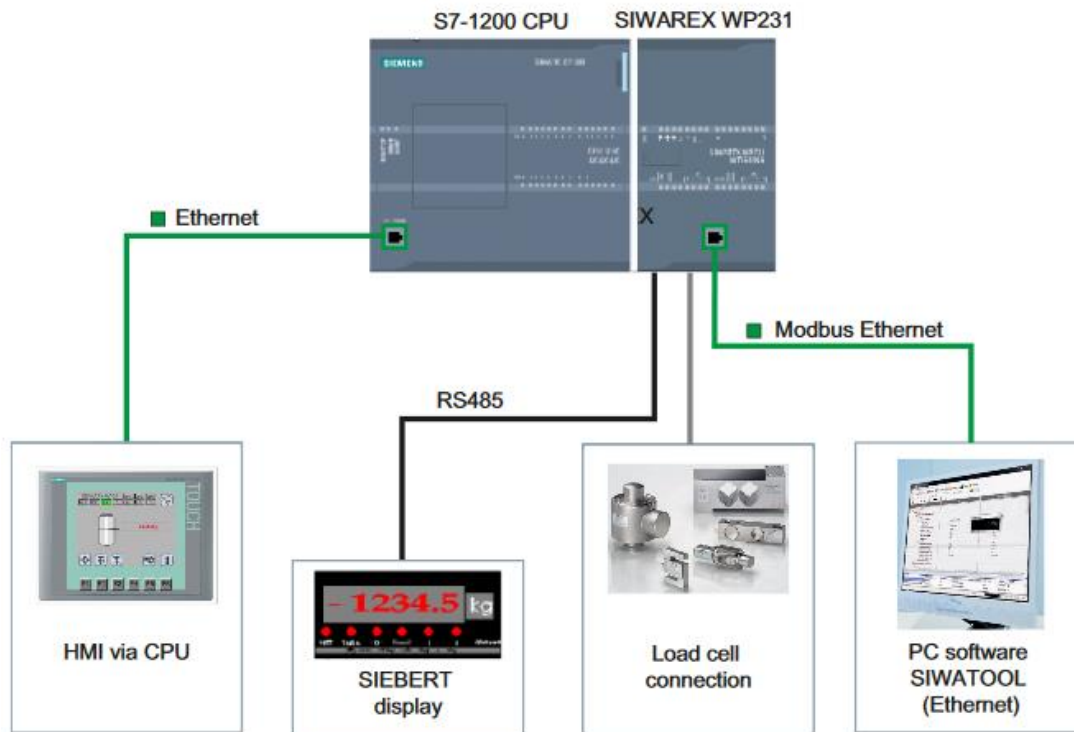 S7-1200 CPU
SIWAREX WP231
SIEMENS
X
Ethernet
Modbus Ethernet
RS485
TOUCH
HMI via CPU
- 1234.5 kg
SIEBERT
display
Load cell
connection
PC software
SIWATOOL
(Ethernet)